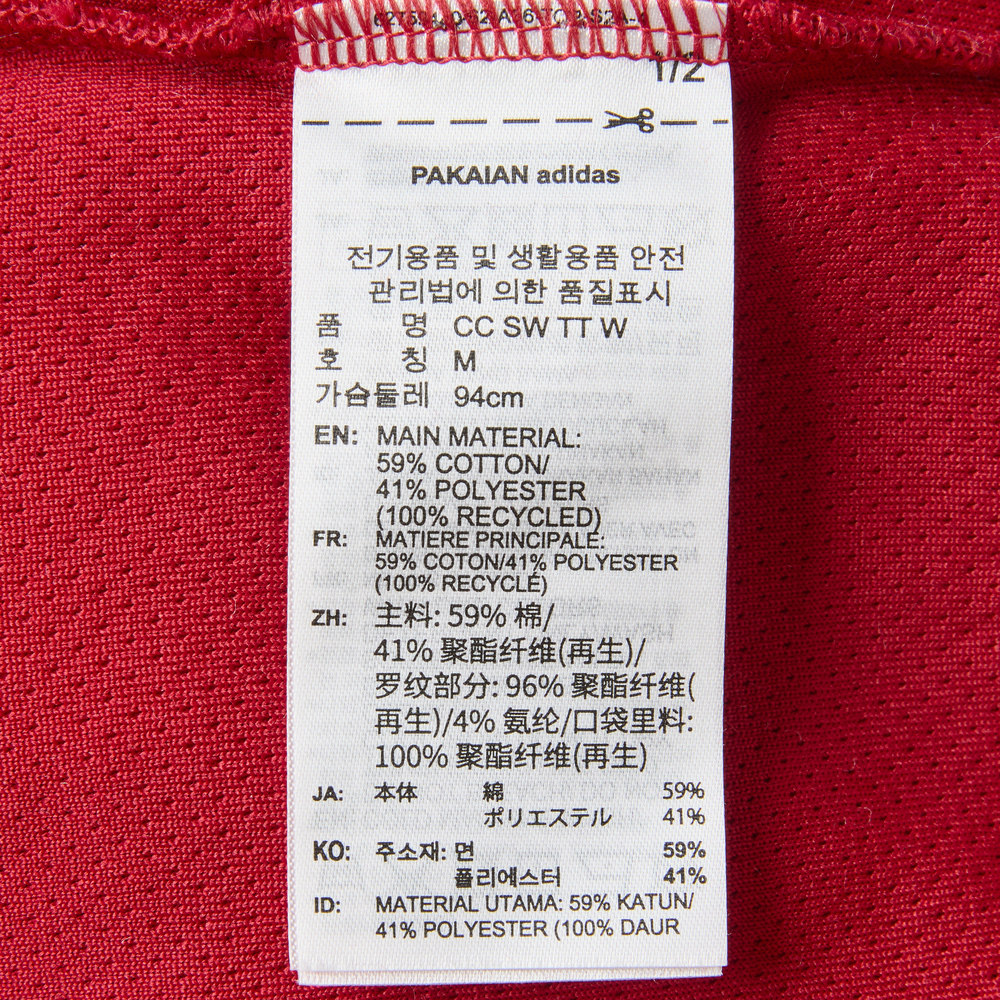 1/2
PAKAIAN adidas
전기용품 및 생활용품 안전
관리법에 의한 품질표시
품 명 CC SW TT W
호 칭 M
가슴둘레 94cm
EN: MAIN MATERIAL:
59% COTTON/
41% POLYESTER
(100% RECYCLED)
FR: MATIERE PRINCIPALE:
59% COTON/41% POLYESTER
(100% RECYCLÉ)
ZH: 主料: 59% 棉/
41% 聚酯纤维(再生)/
罗纹部分: 96% 聚酯纤维(
再生)/4% 氨纶/口袋里料:
100% 聚酯纤维(再生)
JA: 本体 綿 59%
ポリエステル 41%
KO: 주소재: 면 59%
폴리에스터 41%
ID: MATERIAL UTAMA: 59% KATUN/
41% POLYESTER (100% DAUR